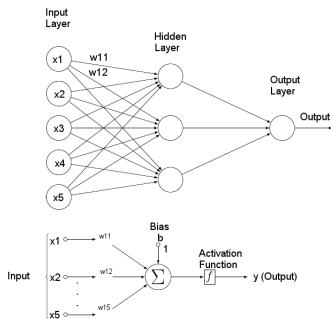 Input
Layer
Hidden
Layer
Output
Layer
x1
w11
w12
x2
x3
x4
x5
Output
Bias
b
1
Activation
Function
Input
x1
w11
x2
w12
.
.
.
x5
w15
Σ
f
y (Output)